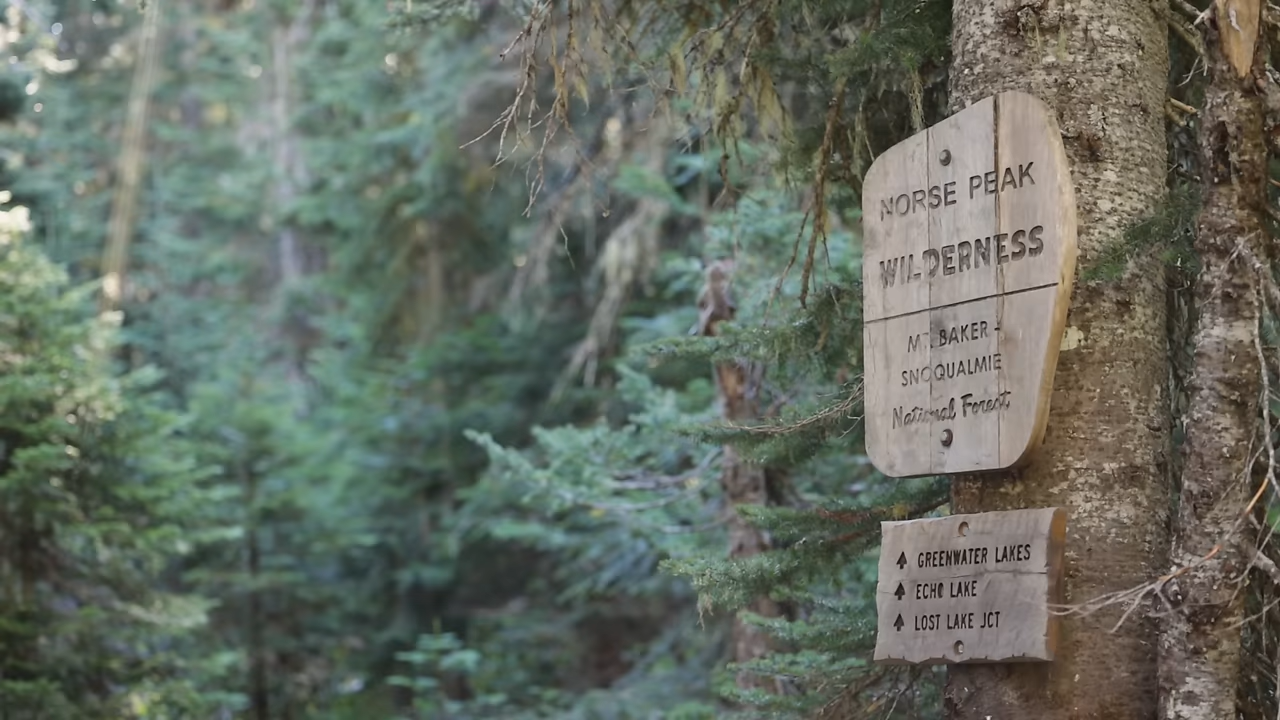 NORSE PEAK
WILDERNESS
MT. BAKER -
SNOQUALMIE
National Forest
GREENWATER LAKES
ECHO LAKE
LOST LAKE JCT